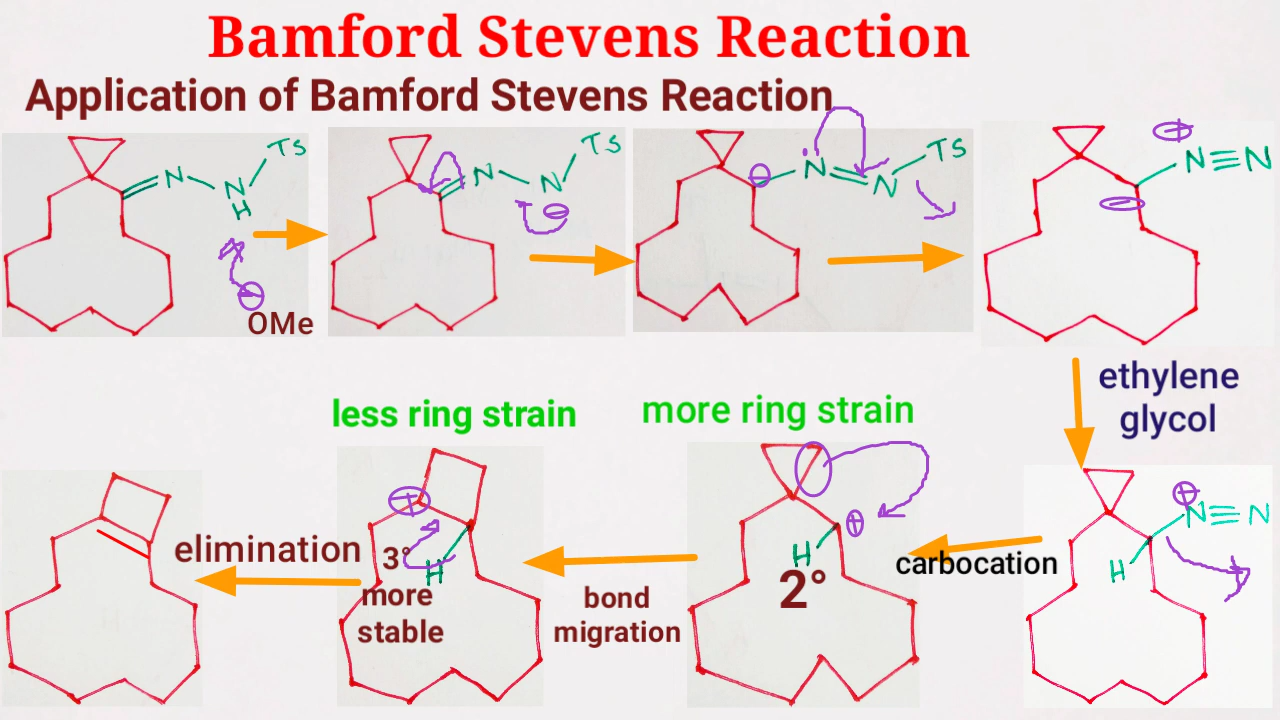 Bamford Stevens Reaction
Application of Bamford Stevens Reaction
TS
N
N
H
⊖
OMe
TS
N
N
⊖
TS
⊖
N
N
⊕
N≡N
⊖
ethylene
glycol
⊕
N≡N
H
carbocation
more ring strain
⊕
H
2°
bond
migration
less ring strain
⊕
3°
H
more
stable
elimination